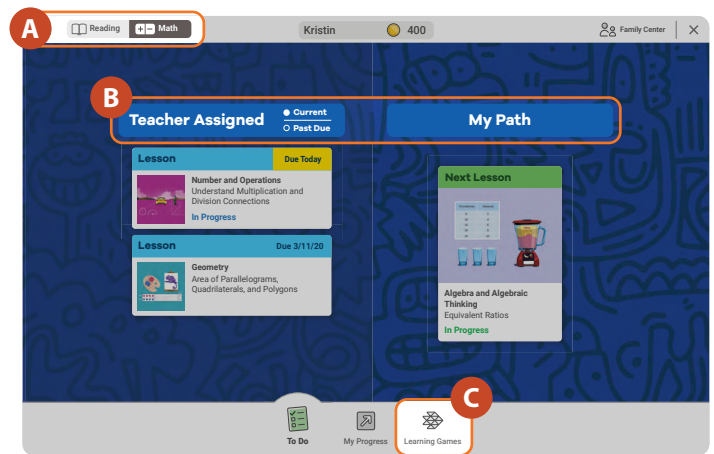 A
Reading
Math
Kristin
400
Family Center
B
Teacher Assigned
Current
Past Due
My Path
Lesson
Due Today
Number and Operations
Understand Multiplication and
Division Connections
In Progress
Lesson
Due 3/11/20
Geometry
Area of Parallelograms,
Quadrilaterals, and Polygons
Next Lesson
Algebra and Algebraic
Thinking
Equivalent Ratios
In Progress
C
To Do
My Progress
Learning Games